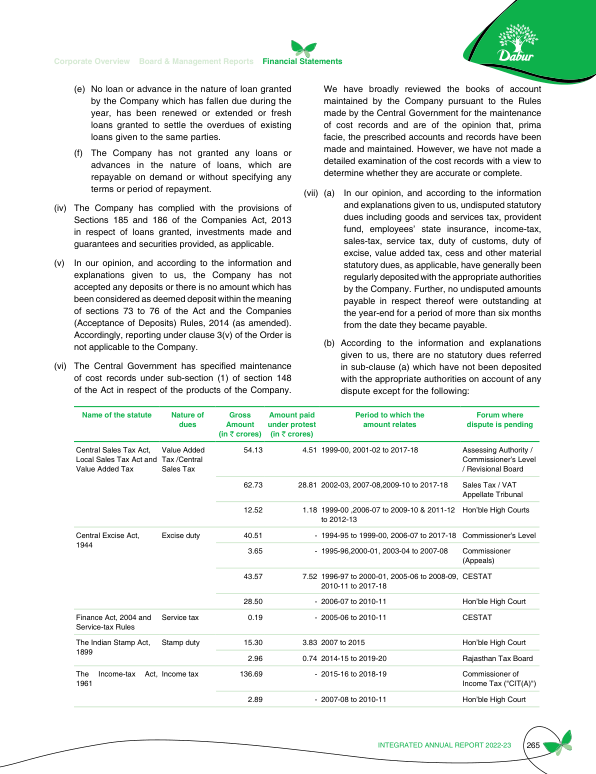 Dabur
Corporate Overview Board & Management Reports Financial Statements
(e) No loan or advance in the nature of loan granted
by the Company which has fallen due during the
year, has been renewed or extended or fresh
loans granted to settle the overdues of existing
loans given to the same parties.
(f) The Company has not granted any loans or
advances in the nature of loans, which are
repayable on demand or without specifying any
terms or period of repayment.
(iv) The Company has complied with the provisions of
Sections 185 and 186 of the Companies Act, 2013
in respect of loans granted, investments made and
guarantees and securities provided, as applicable.
(v) In our opinion, and according to the information and
explanations given to us, the Company has not
accepted any deposits or there is no amount which has
been considered as deemed deposit within the meaning
of sections 73 to 76 of the Act and the Companies
(Acceptance of Deposits) Rules, 2014 (as amended).
Accordingly, reporting under clause 3(v) of the Order is
not applicable to the Company.
(vi) The Central Government has specified maintenance
of cost records under sub-section (1) of section 148
of the Act in respect of the products of the Company.
We have broadly reviewed the books of account
maintained by the Company pursuant to the Rules
made by the Central Government for the maintenance
of cost records and are of the opinion that, prima
facie, the prescribed accounts and records have been
made and maintained. However, we have not made a
detailed examination of the cost records with a view to
determine whether they are accurate or complete.
(vii) (a) In our opinion, and according to the information
and explanations given to us, undisputed statutory
dues including goods and services tax, provident
fund, employees' state insurance, income-tax,
sales-tax, service tax, duty of customs, duty of
excise, value added tax, cess and other material
statutory dues, as applicable, have generally been
regularly deposited with the appropriate authorities
by the Company. Further, no undisputed amounts
payable in respect thereof were outstanding at
the year-end for a period of more than six months
from the date they became payable.
(b) According to the information and explanations
given to us, there are no statutory dues referred
in sub-clause (a) which have not been deposited
with the appropriate authorities on account of any
dispute except for the following:
Name of the statute Nature of Gross Amount paid Period to which the Forum where
dues Amount under protest amount relates dispute is pending
(in ₹ crores) (in ₹ crores)
Central Sales Tax Act, Value Added 54.13 4.51 1999-00, 2001-02 to 2017-18 Assessing Authority /
Local Sales Tax Act and Tax /Central Commissioner's Level
Value Added Tax Sales Tax / Revisional Board
62.73 28.81 2002-03, 2007-08,2009-10 to 2017-18 Sales Tax / VAT
Appellate Tribunal
12.52 1.18 1999-00 ,2006-07 to 2009-10 & 2011-12 Hon'ble High Courts
to 2012-13
Central Excise Act, Excise duty 40.51 - 1994-95 to 1999-00, 2006-07 to 2017-18 Commissioner's Level
1944
3.65 - 1995-96,2000-01, 2003-04 to 2007-08 Commissioner
(Appeals)
43.57 7.52 1996-97 to 2000-01, 2005-06 to 2008-09, CESTAT
2010-11 to 2017-18
28.50 - 2006-07 to 2010-11 Hon'ble High Court
Finance Act, 2004 and Service tax 0.19 - 2005-06 to 2010-11 CESTAT
Service-tax Rules
The Indian Stamp Act, Stamp duty 15.30 3.83 2007 to 2015 Hon'ble High Court
1899
2.96 0.74 2014-15 to 2019-20 Rajasthan Tax Board
The Income-tax Act, Income tax 136.69 - 2015-16 to 2018-19 Commissioner of
1961 Income Tax ("CIT(A)")
2.89 - 2007-08 to 2010-11 Hon'ble High Court
INTEGRATED ANNUAL REPORT 2022-23 265